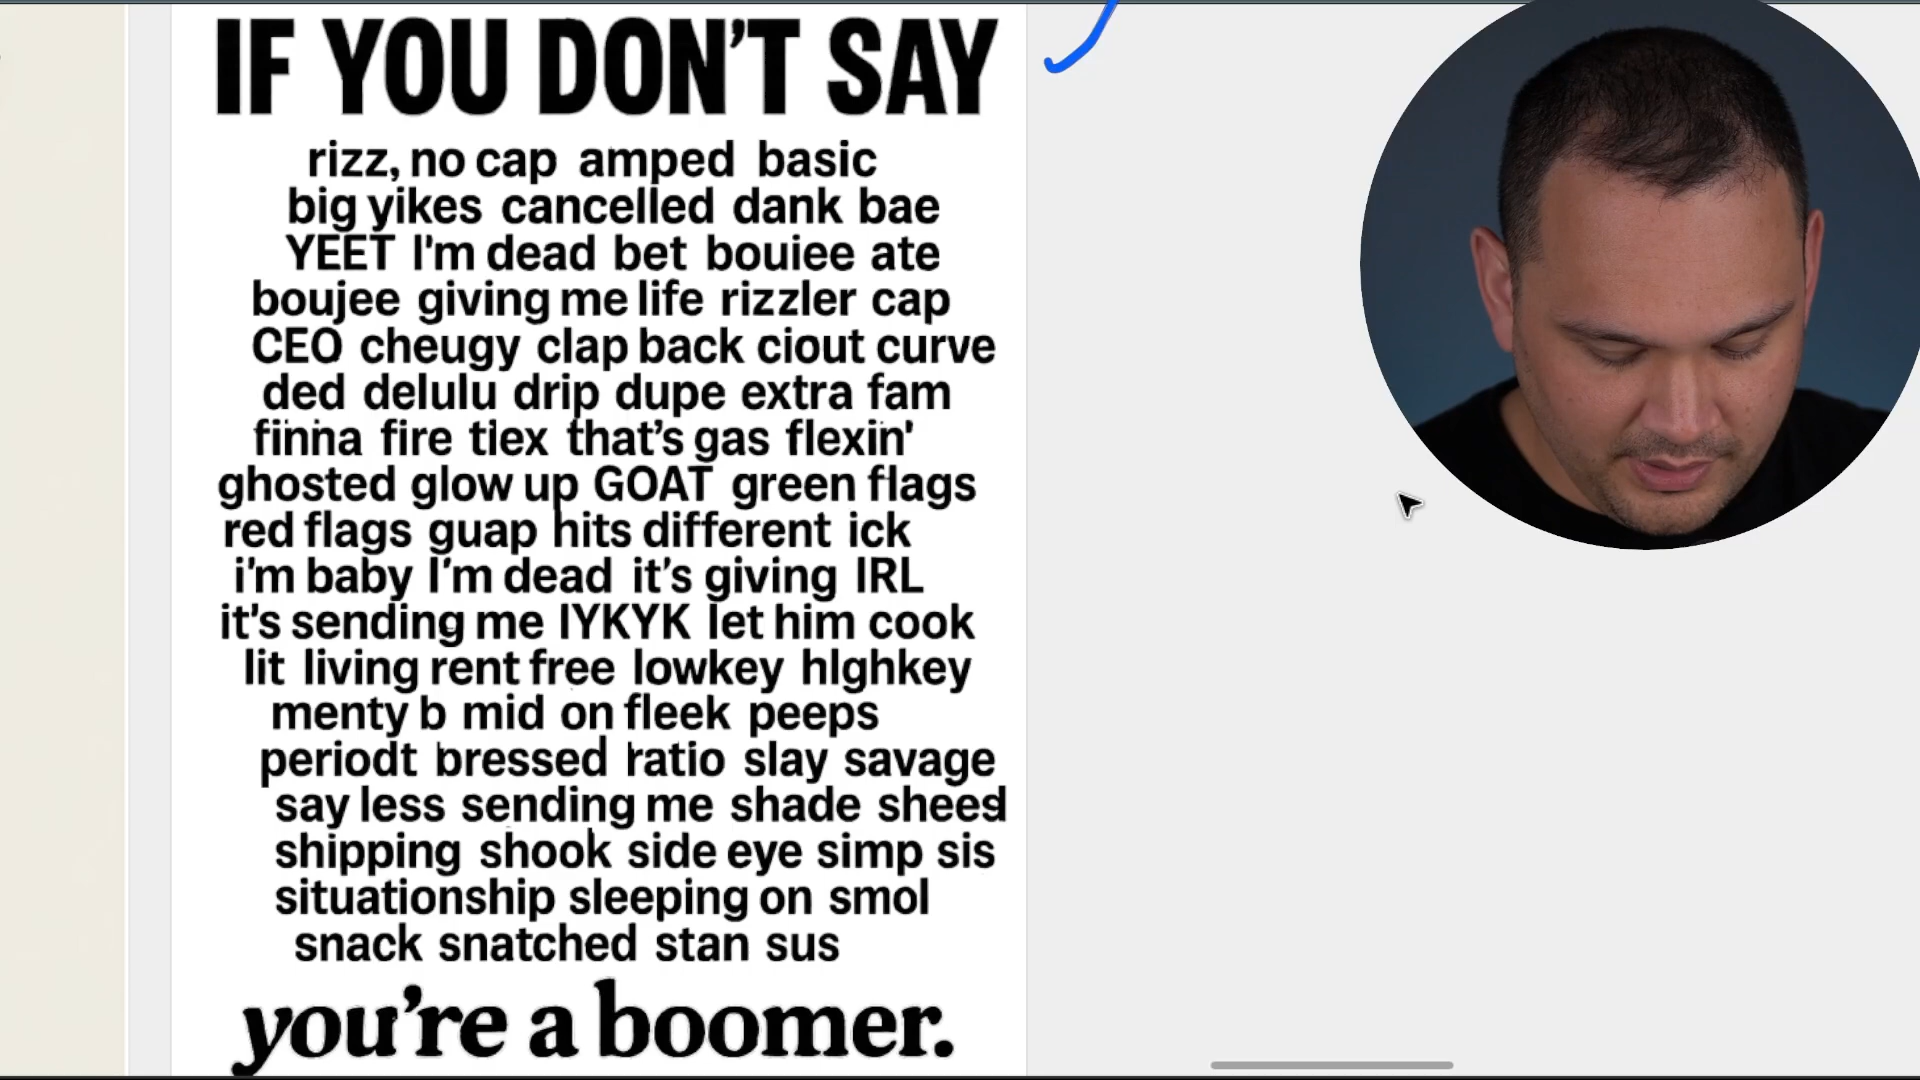 IF YOU DON'T SAY
rizz, no cap amped basic
big yikes cancelled dank bae
YEET I'm dead bet bouiee ate
boujee giving me life rizzler cap
CEO cheugy clap back ciout curve
ded delulu drip dupe extra fam
finna fire tiex that's gas flexin'
ghosted glow up GOAT green flags
red flags guap hits different ick
i'm baby I'm dead it's giving IRL
it's sending me IYKYK let him cook
lit living rent free lowkey hIghkey
menty b mid on fleek peeps
periodt bressed ratio slay savage
say less sending me shade sheesl
shipping shook side eye simp sis
situationship sleeping on smol
snack snatched stan sus
you're a boomer.